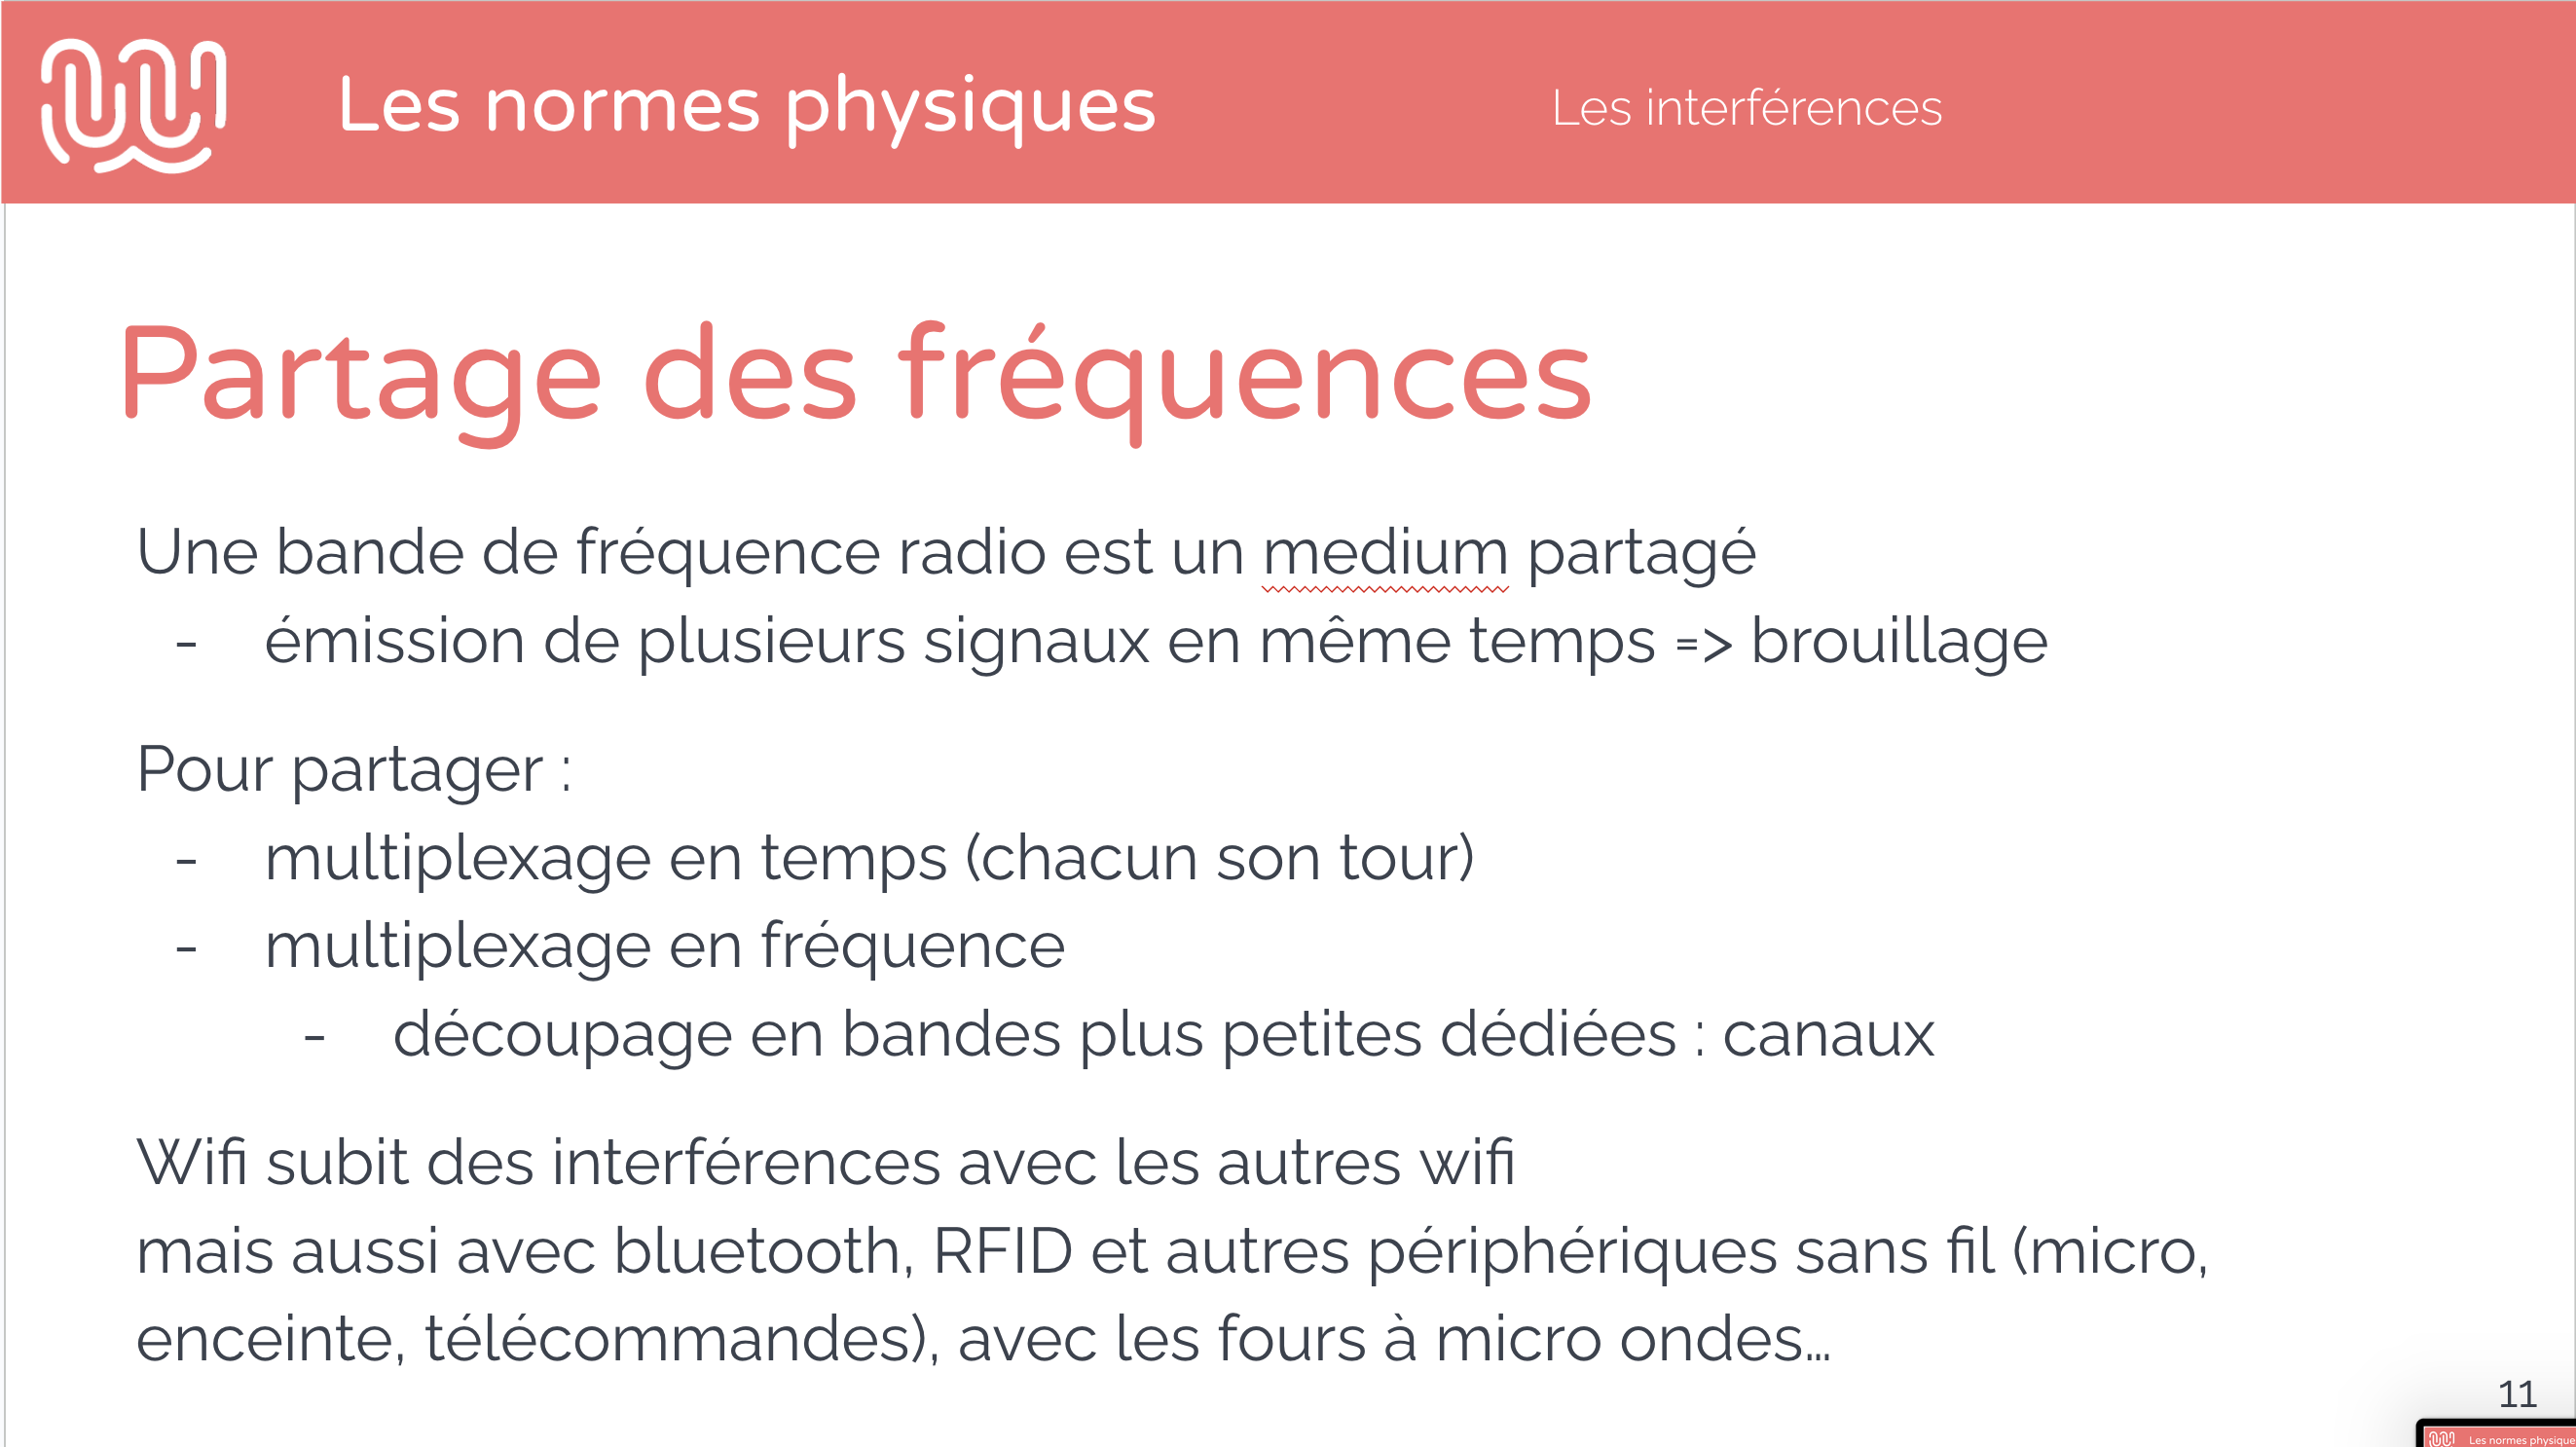 Les normes physiques
Les interférences
Partage des fréquences
Une bande de fréquence radio est un medium partagé
- émission de plusieurs signaux en même temps => brouillage
Pour partager :
- multiplexage en temps (chacun son tour)
- multiplexage en fréquence
- découpage en bandes plus petites dédiées : canaux
Wifi subit des interférences avec les autres wifi
mais aussi avec bluetooth, RFID et autres périphériques sans fil (micro,
enceinte, télécommandes), avec les fours à micro ondes…
11
Les normes physique